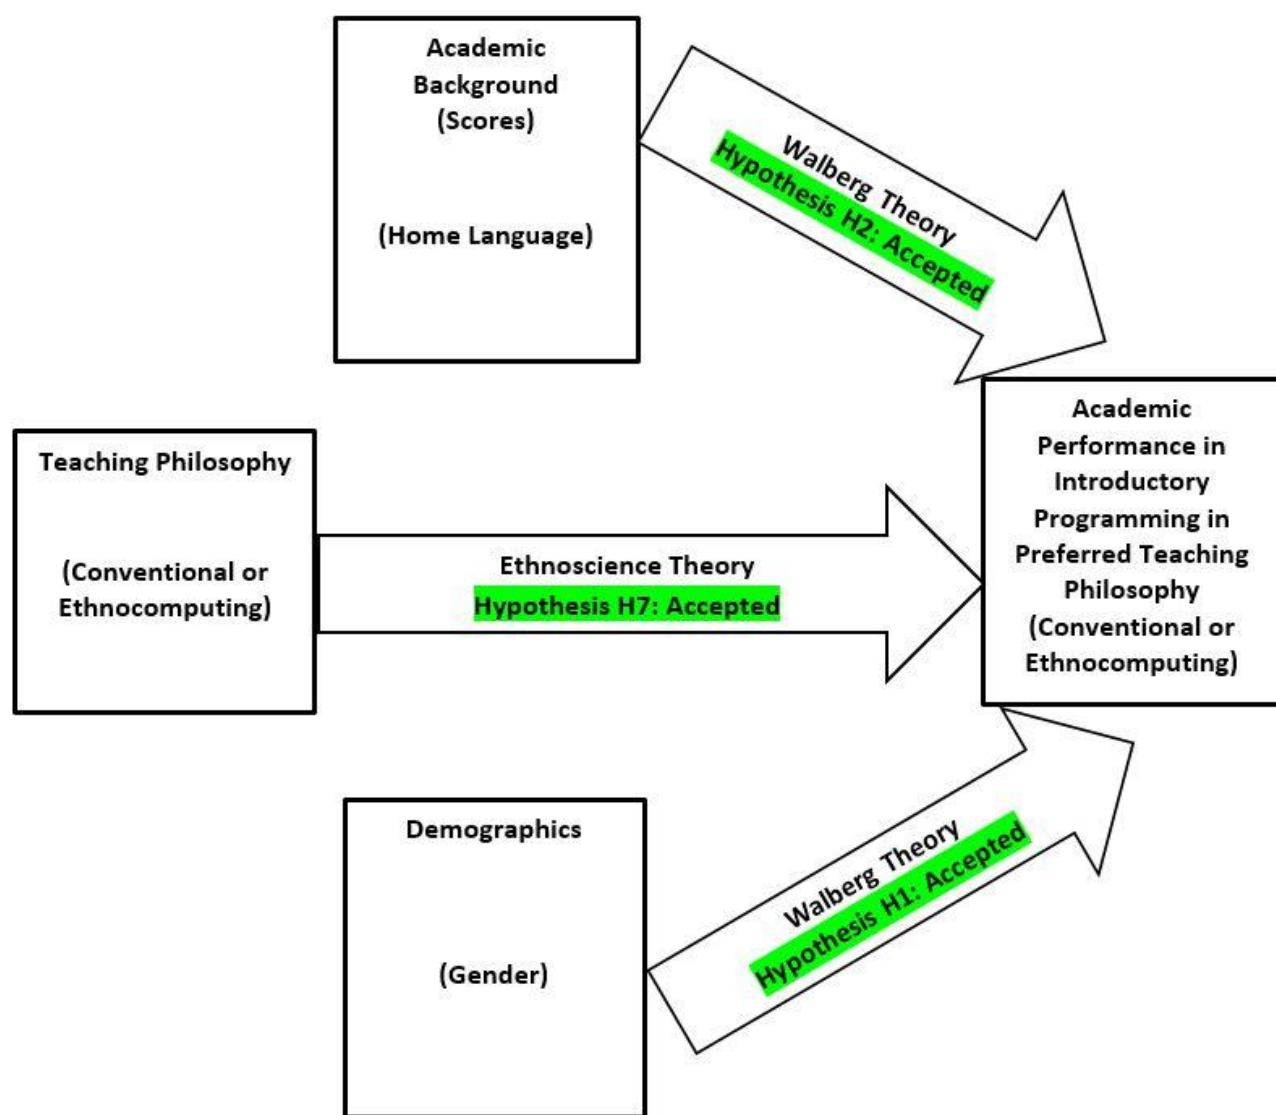 Academic
Background
(Scores)
(Home Language)
Walberg Theory
Hypothesis H2: Accepted
Teaching Philosophy
(Conventional or
Ethnocomputing)
Ethnoscience Theory
Hypothesis H7: Accepted
Academic
Performance in
Introductory
Programming in
Preferred Teaching
Philosophy
(Conventional or
Ethnocomputing)
Demographics
(Gender)
Walberg Theory
Hypothesis H1: Accepted